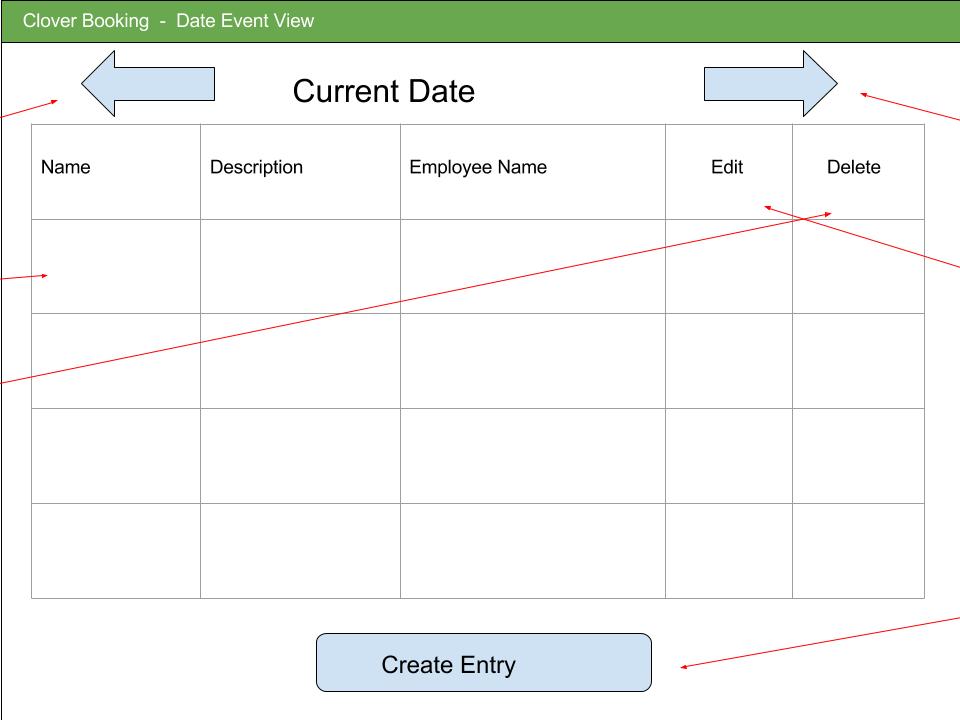 Clover Booking  -  Date Event View
Current Date
Name Description Employee Name Edit Delete
Create Entry